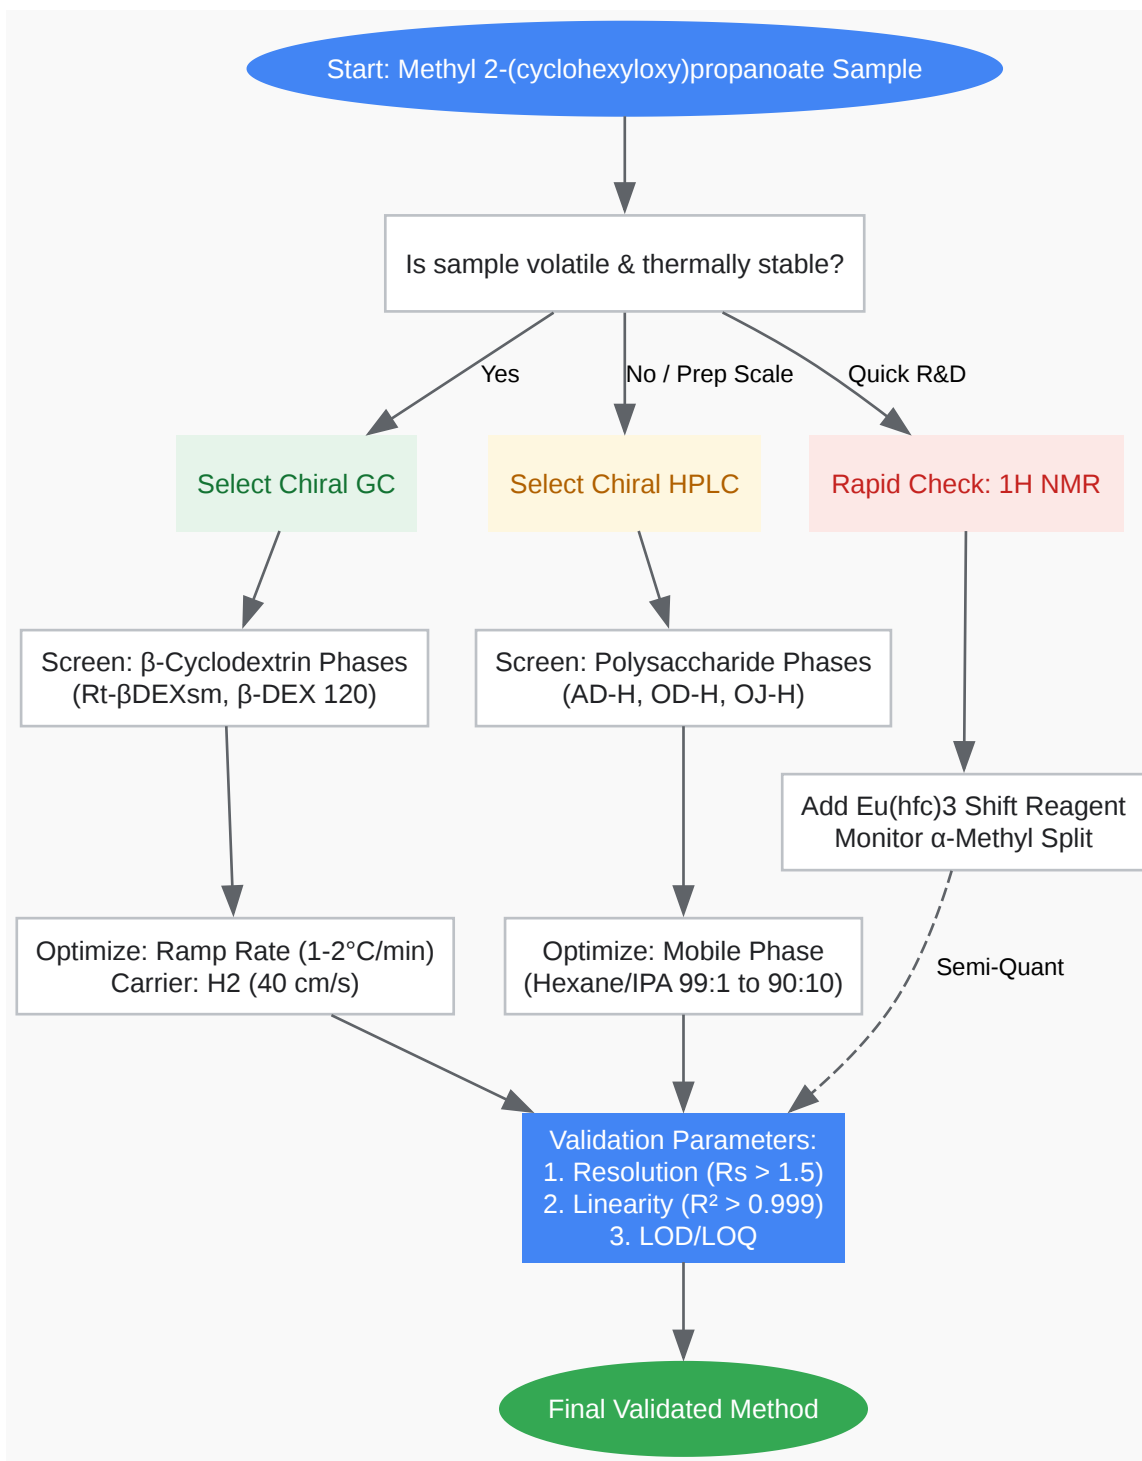 Start: Methyl 2-(cyclohexyloxy)propanoate Sample
Is sample volatile & thermally stable?
Yes
No / Prep Scale
Quick R&D
Select Chiral GC
Select Chiral HPLC
Rapid Check: 1H NMR
Screen: β-Cyclodextrin Phases
(Rt-βDEXsm, β-DEX 120)
Screen: Polysaccharide Phases
(AD-H, OD-H, OJ-H)
Add Eu(hfc)3 Shift Reagent
Monitor α-Methyl Split
Optimize: Ramp Rate (1-2°C/min)
Carrier: H2 (40 cm/s)
Optimize: Mobile Phase
(Hexane/IPA 99:1 to 90:10)
Semi-Quant
Validation Parameters:
1. Resolution (Rs > 1.5)
2. Linearity (R² > 0.999)
3. LOD/LOQ
Final Validated Method